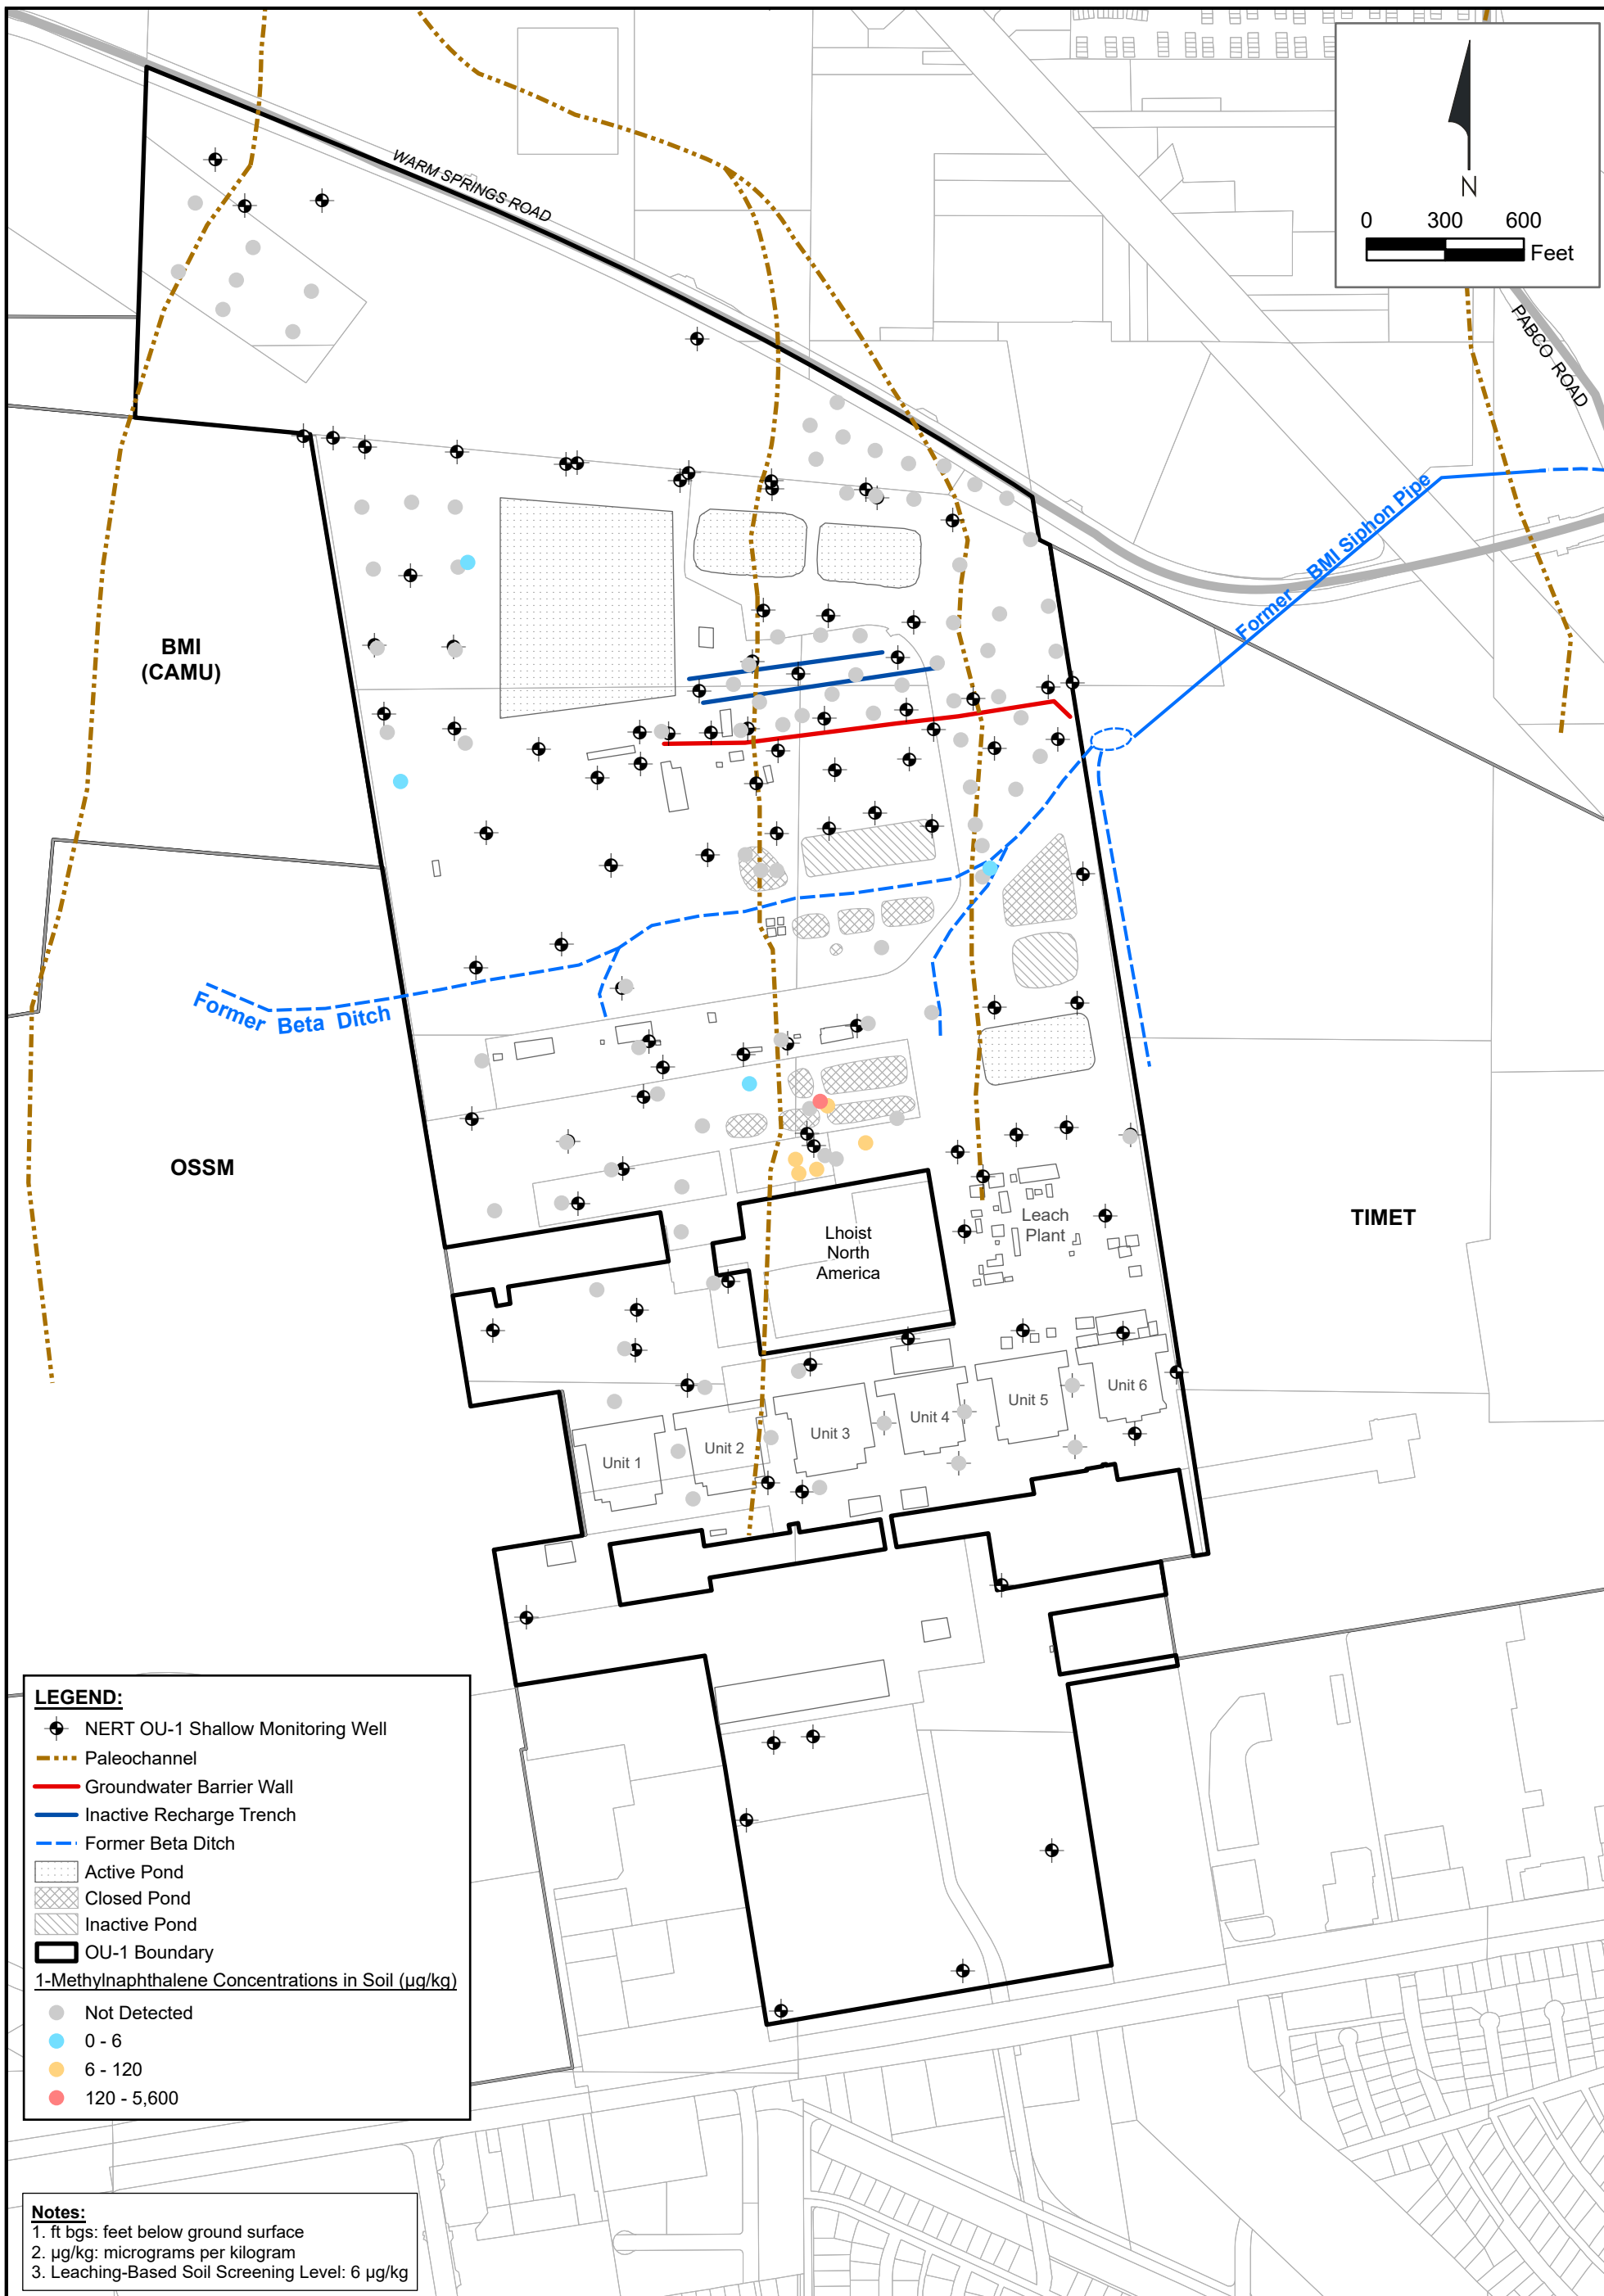 N
0 300 600
Feet
WARM SPRINGS ROAD
PABCO ROAD
Former BMI Siphon Pipe
BMI
(CAMU)
Former Beta Ditch
OSSM
TIMET
Lhoist
North
America
Leach
Plant
Unit 1
Unit 2
Unit 3
Unit 4
Unit 5
Unit 6
LEGEND:
NERT OU-1 Shallow Monitoring Well
Paleochannel
Groundwater Barrier Wall
Inactive Recharge Trench
Former Beta Ditch
Active Pond
Closed Pond
Inactive Pond
OU-1 Boundary
1-Methylnaphthalene Concentrations in Soil (µg/kg)
Not Detected
0 - 6
6 - 120
120 - 5,600
Notes:
1. ft bgs: feet below ground surface
2. µg/kg: micrograms per kilogram
3. Leaching-Based Soil Screening Level: 6 µg/kg